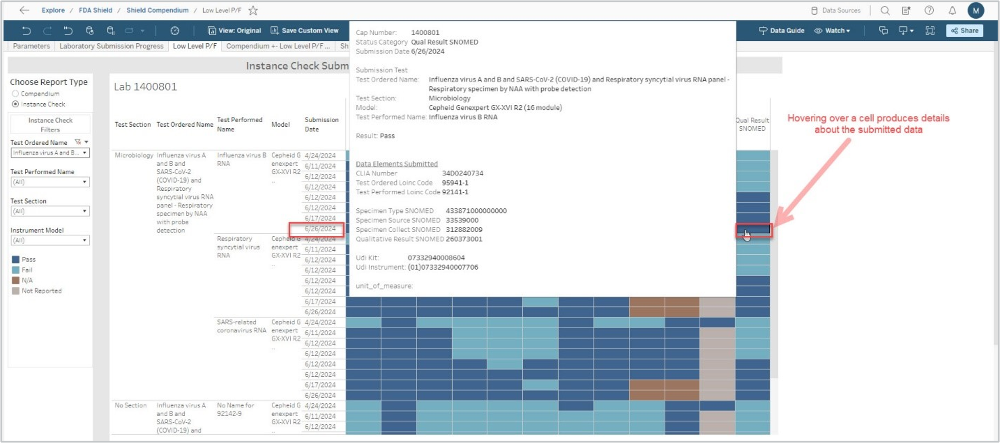 Explore / FDA Shield / Shield Compendium / Low Level P/F
Data Sources
M
View: Original
Save Custom View
Data Guide
Watch
Share
Parameters
Laboratory Submission Progress
Low Level P/F
Compendium +- Low Level P/F ...
Sh
Instance Check Subm
Choose Report Type
Compendium
Instance Check
Instance Check
Filters
Test Ordered Name
Influenza virus A and B...
Test Performed Name
(All)
Test Section
(All)
Instrument Model
(All)
Pass
Fail
N/A
Not Reported
Lab 1400801
Test Section
Test Ordered Name
Test Performed
Name
Model
Submission
Date
Qual Result
SNOMED
Microbiology
Influenza virus A
and B and
SARS-CoV-2
(COVID-19) and
Respiratory
syncytial virus RNA
panel - Respiratory
specimen by NAA
with probe
detection
Influenza virus B
RNA
Cepheid G
enexpert
GX-XVI R2
..
4/24/2024
6/11/2024
6/12/2024
6/12/2024
6/12/2024
6/12/2024
6/17/2024
6/26/2024
Respiratory
syncytial virus
RNA
Cepheid G
enexpert
GX-XVI R2
..
4/24/2024
6/11/2024
6/12/2024
6/12/2024
6/12/2024
6/12/2024
6/17/2024
6/26/2024
SARS-related
coronavirus RNA
Cepheid G
enexpert
GX-XVI R2
..
4/24/2024
6/11/2024
6/12/2024
6/12/2024
6/12/2024
6/12/2024
6/17/2024
6/26/2024
No Section
Influenza virus A
and B and
SARS-CoV-2
(COVID-19) and
No Name for
92142-9
Cepheid G
enexpert
GX-XVI R2
..
4/24/2024
6/11/2024
6/12/2024
Cap Number: 1400801
Status Category Qual Result SNOMED
Submission Date 6/26/2024
Submission Test
Test Ordered Name: Influenza virus A and B and SARS-CoV-2 (COVID-19) and Respiratory syncytial virus RNA panel -
Respiratory specimen by NAA with probe detection
Test Section: Microbiology
Model: Cepheid Genexpert GX-XVI R2 (16 module)
Test Performed Name: Influenza virus B RNA
Result: Pass
Data Elements Submitted
CLIA Number 34D0240734
Test Ordered Loinc Code 95941-1
Test Performed Loinc Code 92141-1
Specimen Type SNOMED 433871000000000
Specimen Source SNOMED 33539000
Specimen Collect SNOMED 312882009
Qualitative Result SNOMED 260373001
Udi Kit: 07332940008604
Udi Instrument: (01)07332940007706
unit_of_measure:
Hovering over a cell produces details
about the submitted data